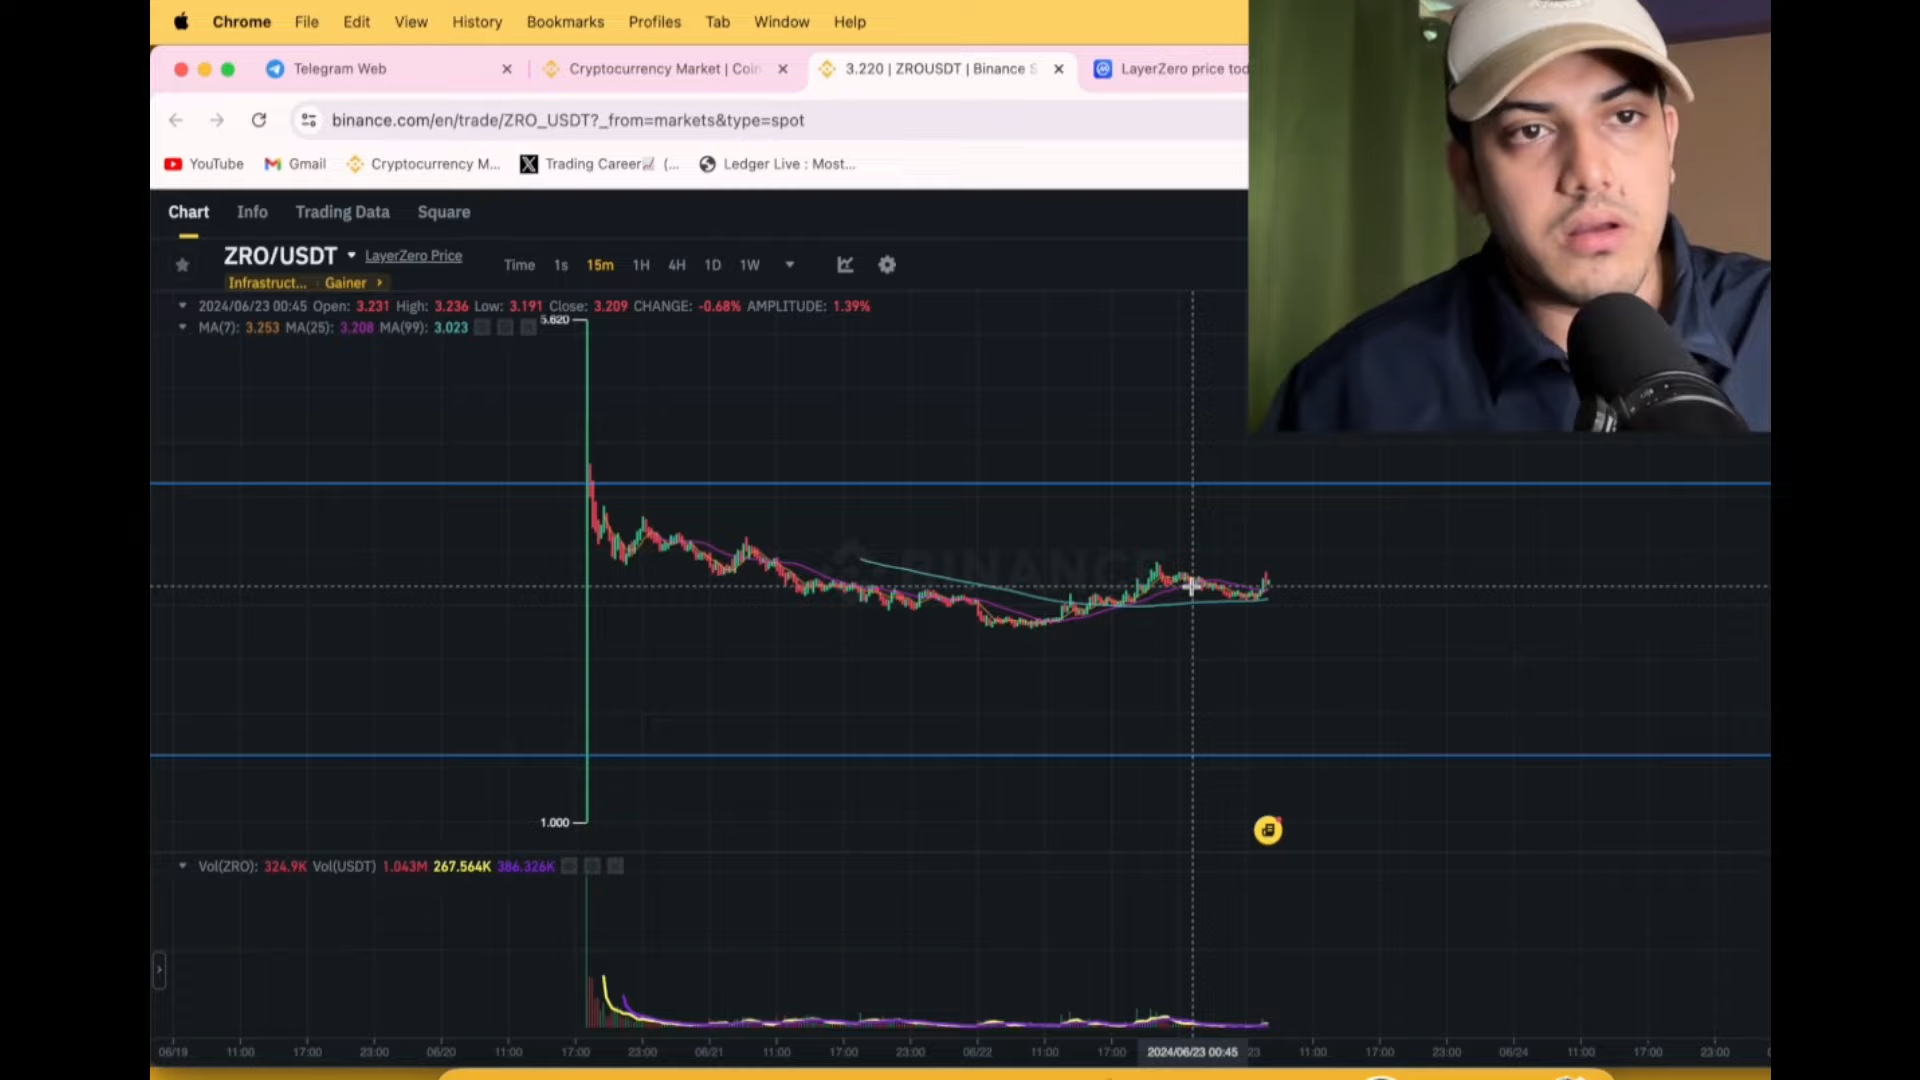 Chrome File Edit View History Bookmarks Profiles Tab Window Help
Telegram Web Cryptocurrency Market | Coin 3.220 | ZROUSDT | Binance S LayerZero price tod
binance.com/en/trade/ZRO_USDT?_from=markets&type=spot
YouTube Gmail Cryptocurrency M... Trading Career (... Ledger Live : Most...
Chart Info Trading Data Square
ZRO/USDT LayerZero Price
Infrastruct... Gainer
Time 1s 15m 1H 4H 1D 1W
2024/06/23 00:45 Open: 3.231 High: 3.236 Low: 3.191 Close: 3.209 CHANGE: -0.68% AMPLITUDE: 1.39%
MA(7): 3.253 MA(25): 3.208 MA(99): 3.023
5.620
BINANCE
1.000
Vol(ZRO): 324.9K Vol(USDT) 1.043M 267.564K 386.326K
06/19 11:00 17:00 23:00 06/20 11:00 17:00 23:00 06/21 11:00 17:00 23:00 06/22 11:00 17:00 2024/06/23 00:45 23 11:00 17:00 23:00 06/24 11:00 17:00 23:00